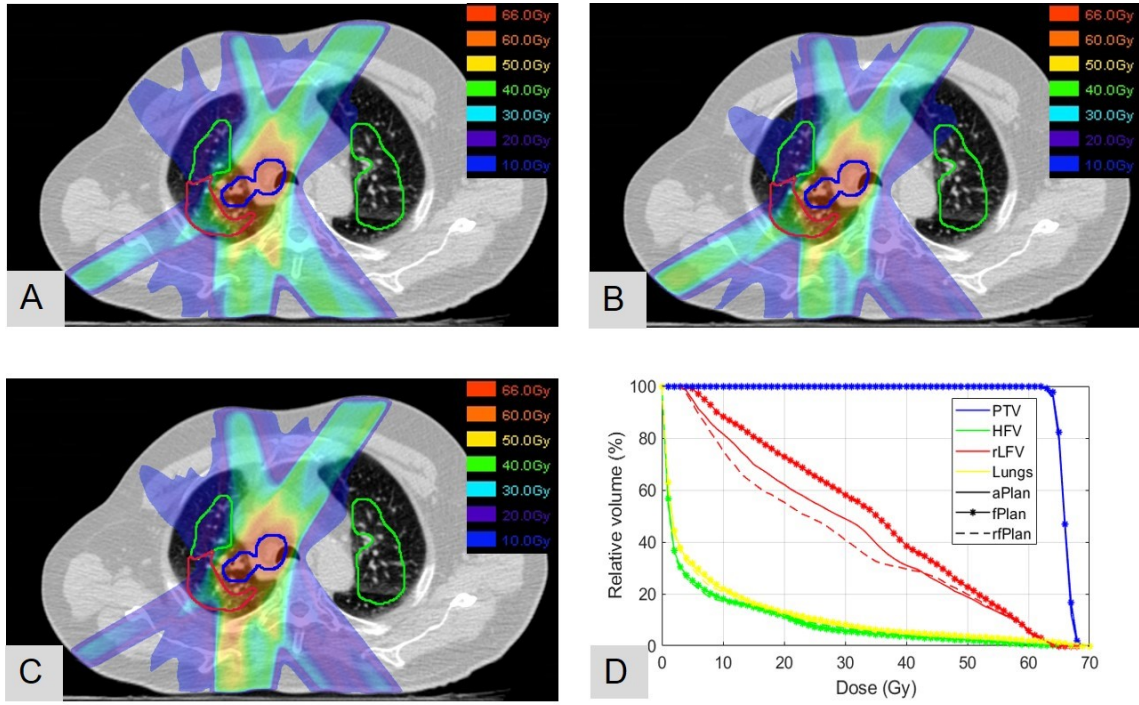 66.0Gy
60.0Gy
50.0Gy
40.0Gy
30.0Gy
20.0Gy
10.0Gy
A
66.0Gy
60.0Gy
50.0Gy
40.0Gy
30.0Gy
20.0Gy
10.0Gy
B
66.0Gy
60.0Gy
50.0Gy
40.0Gy
30.0Gy
20.0Gy
10.0Gy
C
100
80
60
40
20
0
Relative volume (%)
PTV
HFV
rLFV
Lungs
aPlan
fPlan
rfPlan
0 10 20 30 40 50 60 70
Dose (Gy)
D